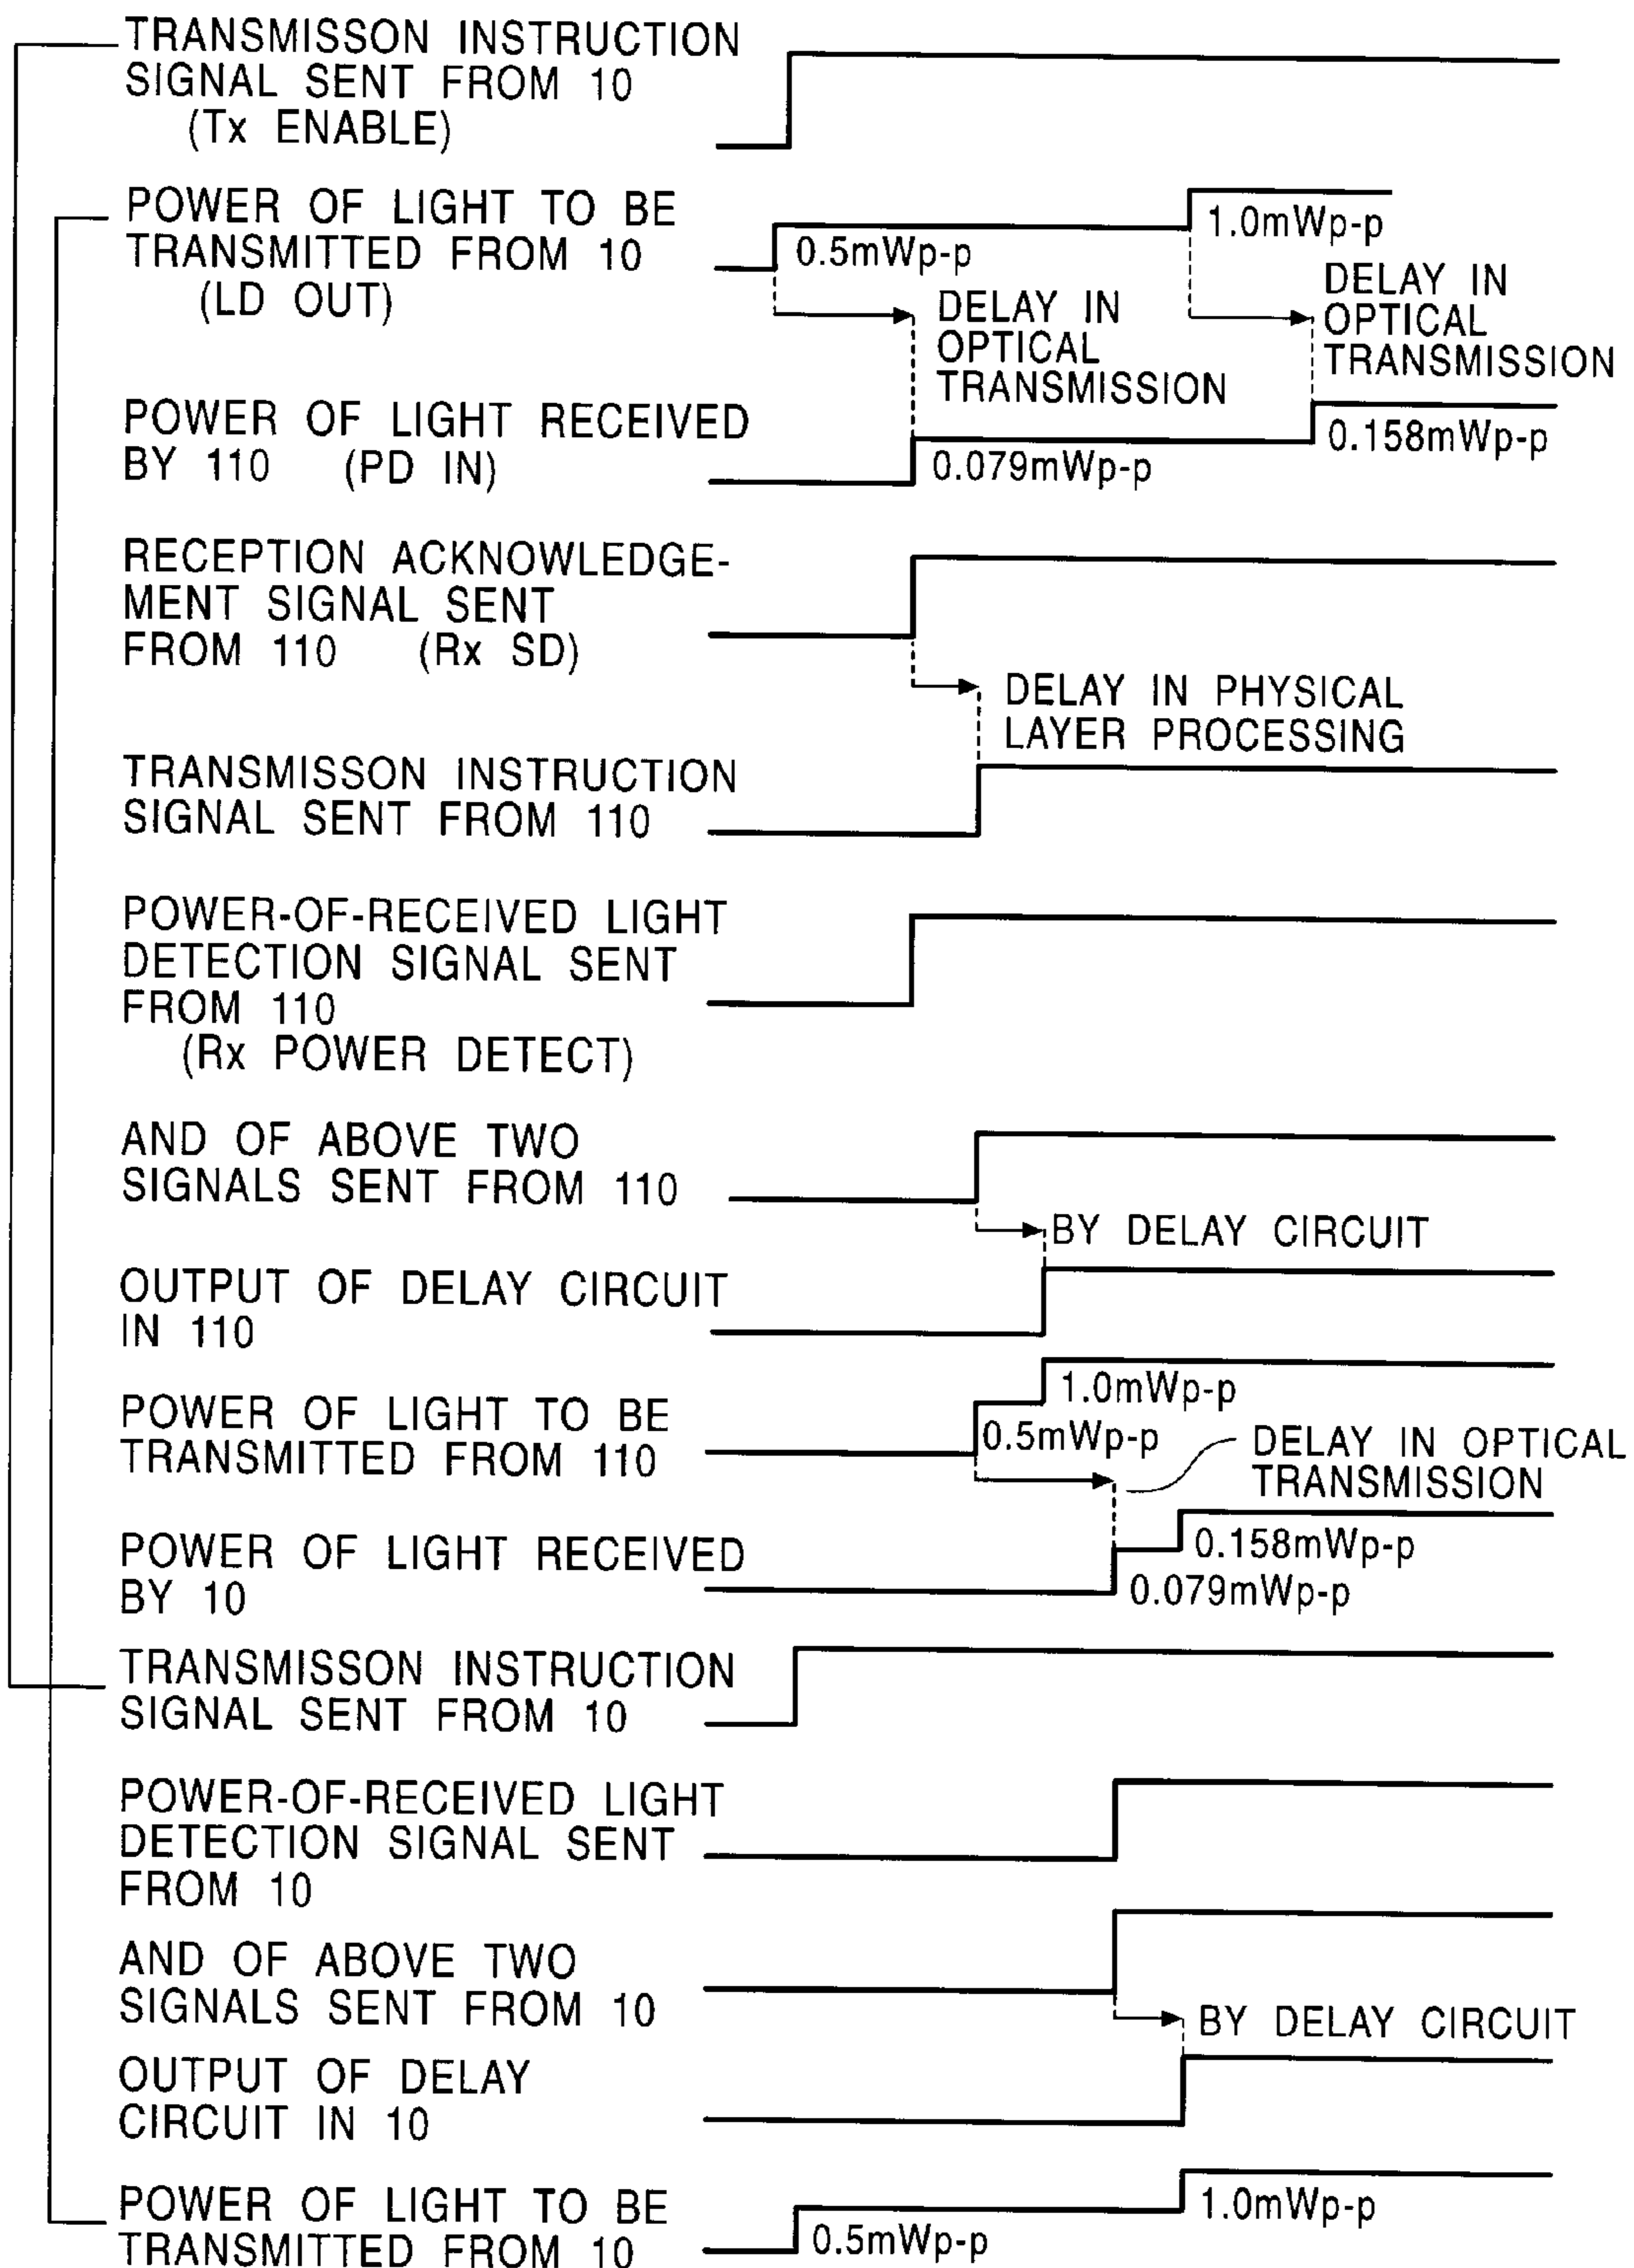 TRANSMISSON INSTRUCTION
SIGNAL SENT FROM 10
(Tx ENABLE)
POWER OF LIGHT TO BE
TRANSMITTED FROM 10
(LD OUT)
0.5mWp-p
1.0mWp-p
DELAY IN
OPTICAL
TRANSMISSION
DELAY IN
OPTICAL
TRANSMISSION
POWER OF LIGHT RECEIVED
BY 110 (PD IN)
0.079mWp-p
0.158mWp-p
RECEPTION ACKNOWLEDGE-
MENT SIGNAL SENT
FROM 110 (Rx SD)
DELAY IN PHYSICAL
LAYER PROCESSING
TRANSMISSON INSTRUCTION
SIGNAL SENT FROM 110
POWER-OF-RECEIVED LIGHT
DETECTION SIGNAL SENT
FROM 110
(Rx POWER DETECT)
AND OF ABOVE TWO
SIGNALS SENT FROM 110
BY DELAY CIRCUIT
OUTPUT OF DELAY CIRCUIT
IN 110
POWER OF LIGHT TO BE
TRANSMITTED FROM 110
1.0mWp-p
0.5mWp-p
DELAY IN OPTICAL
TRANSMISSION
POWER OF LIGHT RECEIVED
BY 10
0.158mWp-p
0.079mWp-p
TRANSMISSON INSTRUCTION
SIGNAL SENT FROM 10
POWER-OF-RECEIVED LIGHT
DETECTION SIGNAL SENT
FROM 10
AND OF ABOVE TWO
SIGNALS SENT FROM 10
BY DELAY CIRCUIT
OUTPUT OF DELAY
CIRCUIT IN 10
POWER OF LIGHT TO BE
TRANSMITTED FROM 10
0.5mWp-p
1.0mWp-p